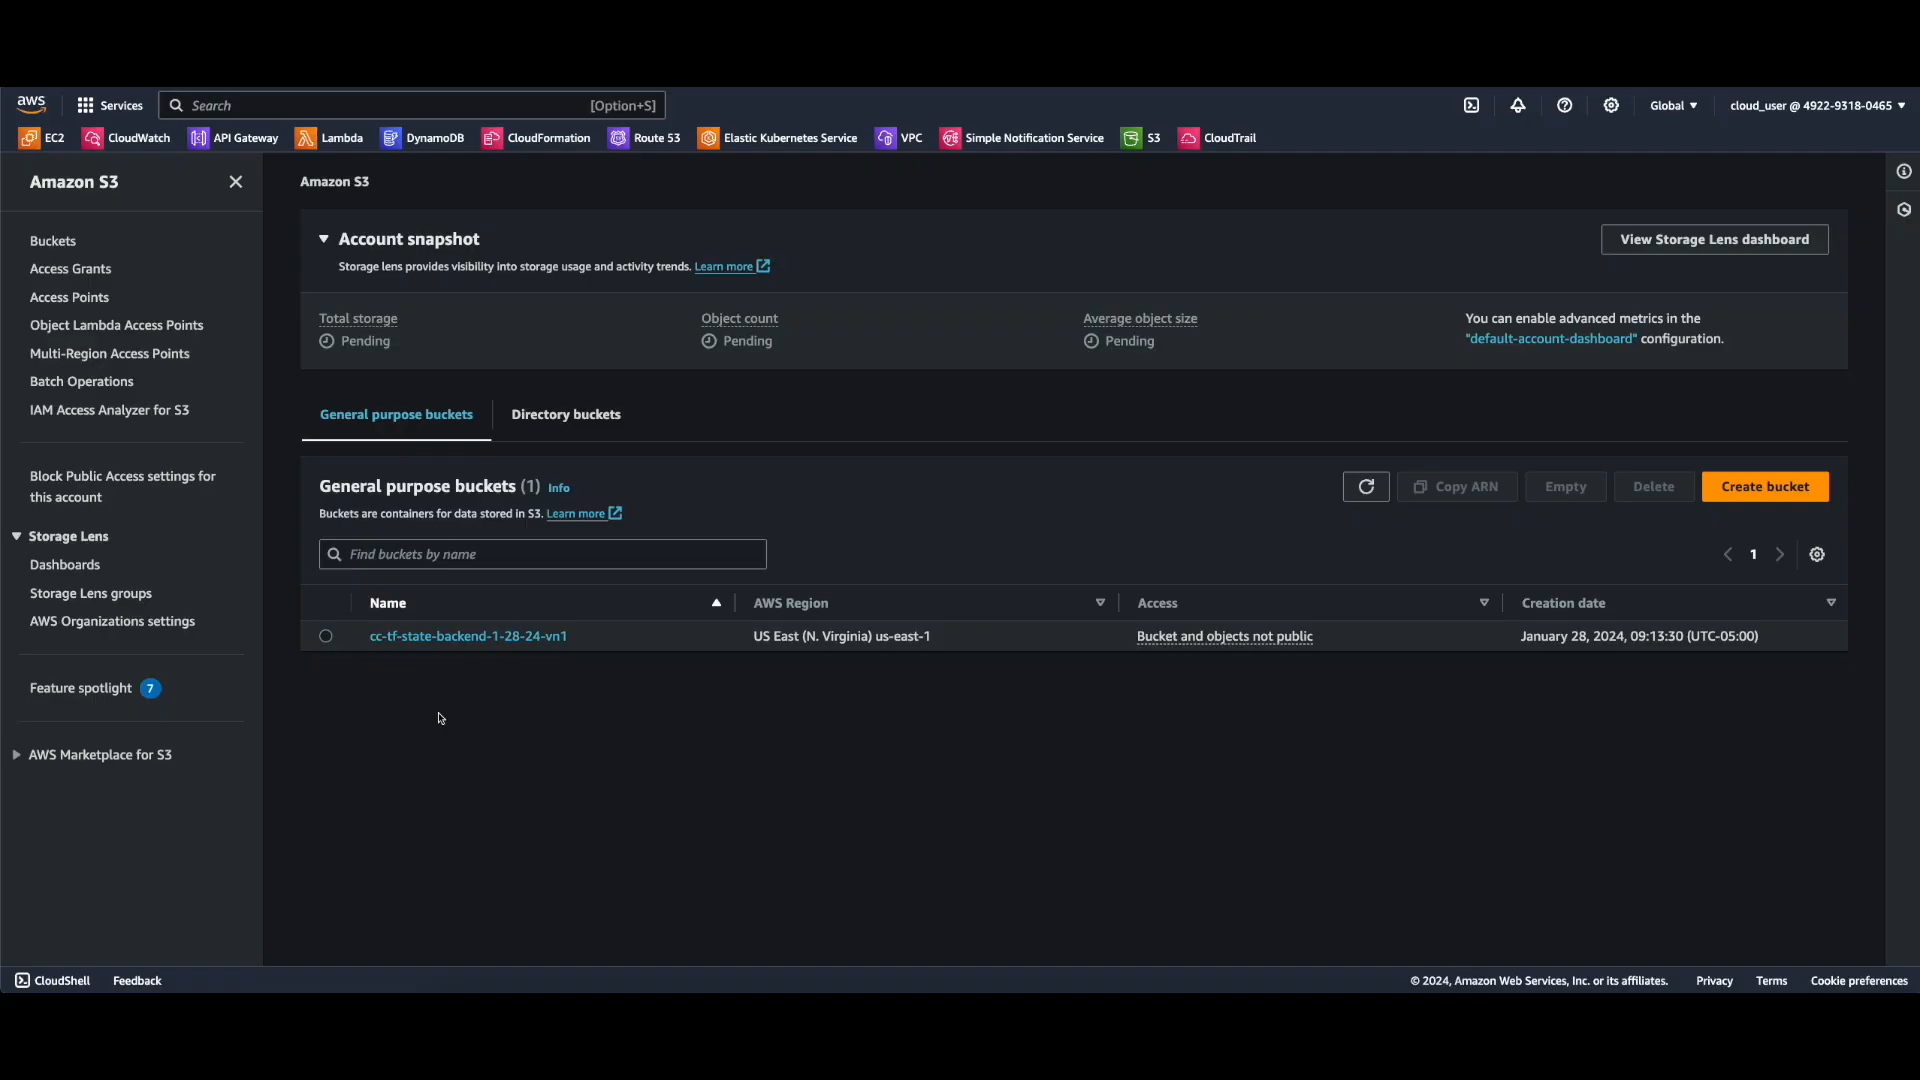 aws
Services
Search
[Option+S]
Global
cloud_user @ 4922-9318-0465
EC2
CloudWatch
API Gateway
Lambda
DynamoDB
CloudFormation
Route 53
Elastic Kubernetes Service
VPC
Simple Notification Service
S3
CloudTrail
Amazon S3
Buckets
Access Grants
Access Points
Object Lambda Access Points
Multi-Region Access Points
Batch Operations
IAM Access Analyzer for S3
Block Public Access settings for
this account
Storage Lens
Dashboards
Storage Lens groups
AWS Organizations settings
Feature spotlight 7
AWS Marketplace for S3
Amazon S3
Account snapshot
Storage lens provides visibility into storage usage and activity trends. Learn more
View Storage Lens dashboard
Total storage
Pending
Object count
Pending
Average object size
Pending
You can enable advanced metrics in the
"default-account-dashboard" configuration.
General purpose buckets
Directory buckets
General purpose buckets (1) Info
Buckets are containers for data stored in S3. Learn more
Copy ARN
Empty
Delete
Create bucket
Find buckets by name
1
Name
AWS Region
Access
Creation date
cc-tf-state-backend-1-28-24-vn1
US East (N. Virginia) us-east-1
Bucket and objects not public
January 28, 2024, 09:13:30 (UTC-05:00)
CloudShell
Feedback
© 2024, Amazon Web Services, Inc. or its affiliates.
Privacy
Terms
Cookie preferences